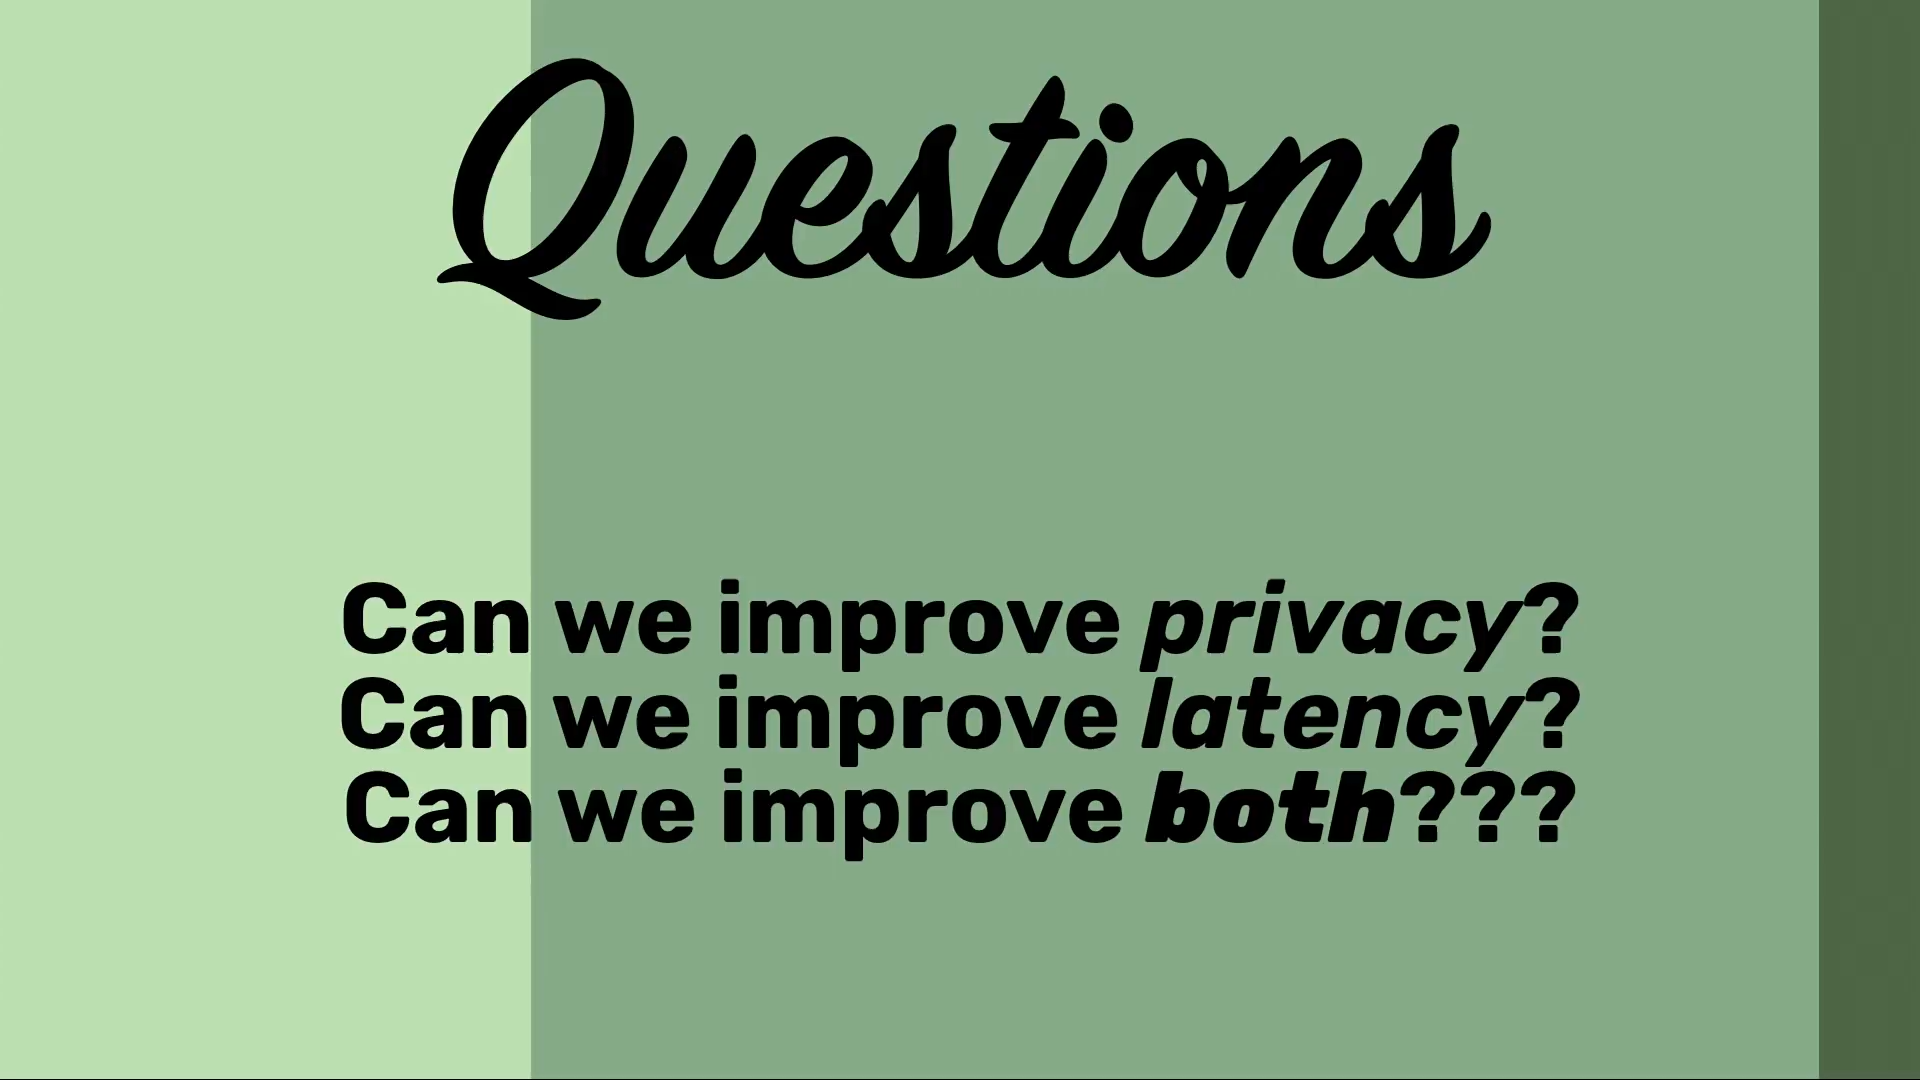 Questions
Can we improve privacy?
Can we improve latency?
Can we improve both???